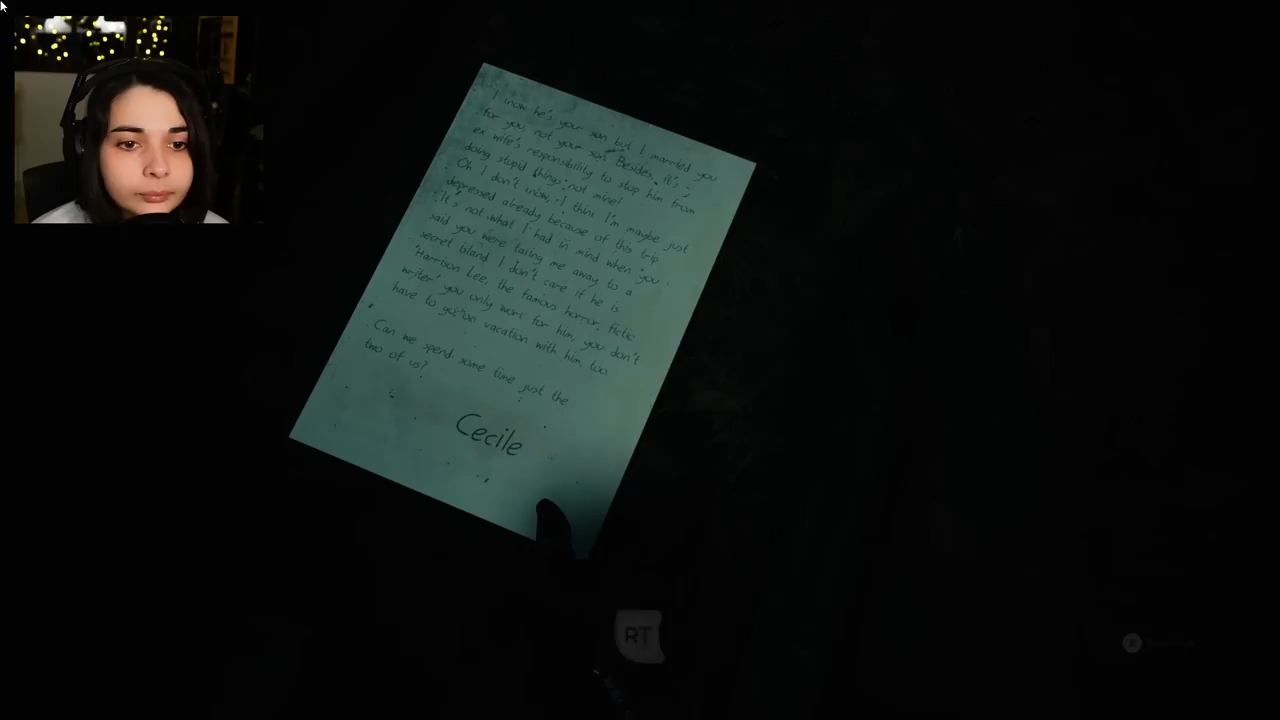 I know he's your son but I married you
for you, not your son. Besides, it's
ex wife's responsibility to stop him from
doing stupid things not mine!
Oh I don't know, I think I'm maybe just
depressed already because of this trip.
It's not what I had in mind when you
said you were taking me away to a
secret island I don't care if he is
"Harrison Lee, the famous horror fictic
writer" you only work for him, you don't
have to go on vacation with him, too.
Can we spend some time just the
two of us?
Cecile
RT